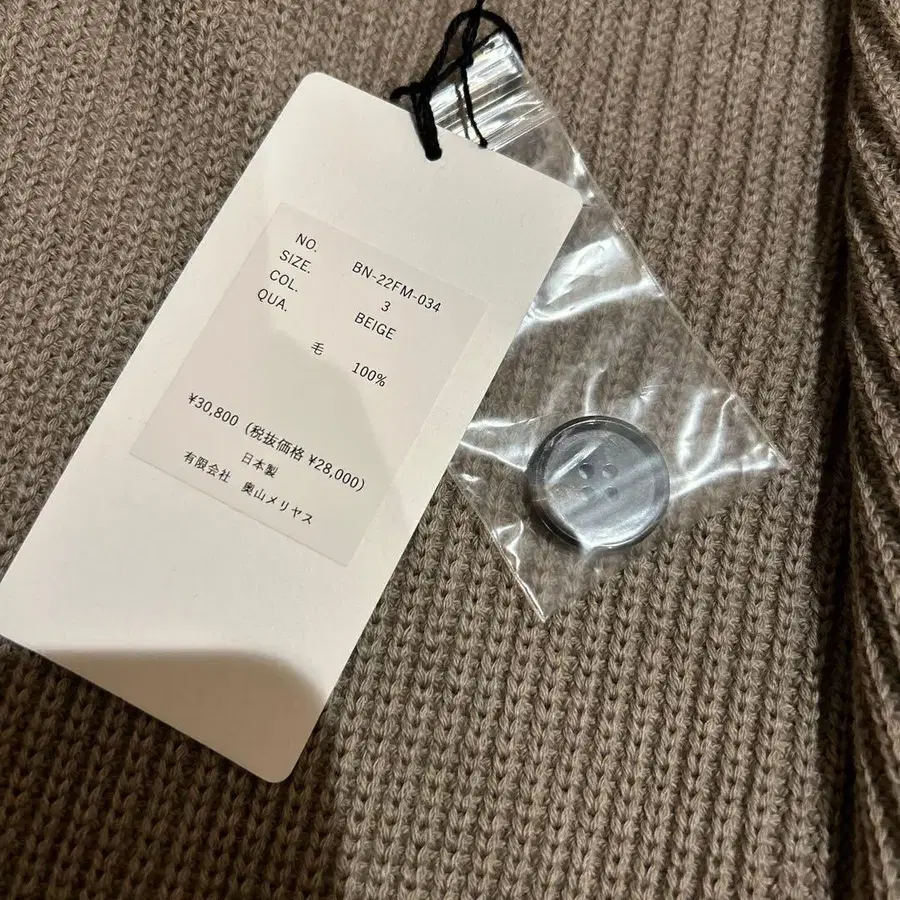 NO. BN-22FM-034
SIZE. 3
COL. BEIGE
QUA.
毛 100%
¥30,800（税抜価格 ¥28,000）
日本製
有限会社 奥山メリヤス